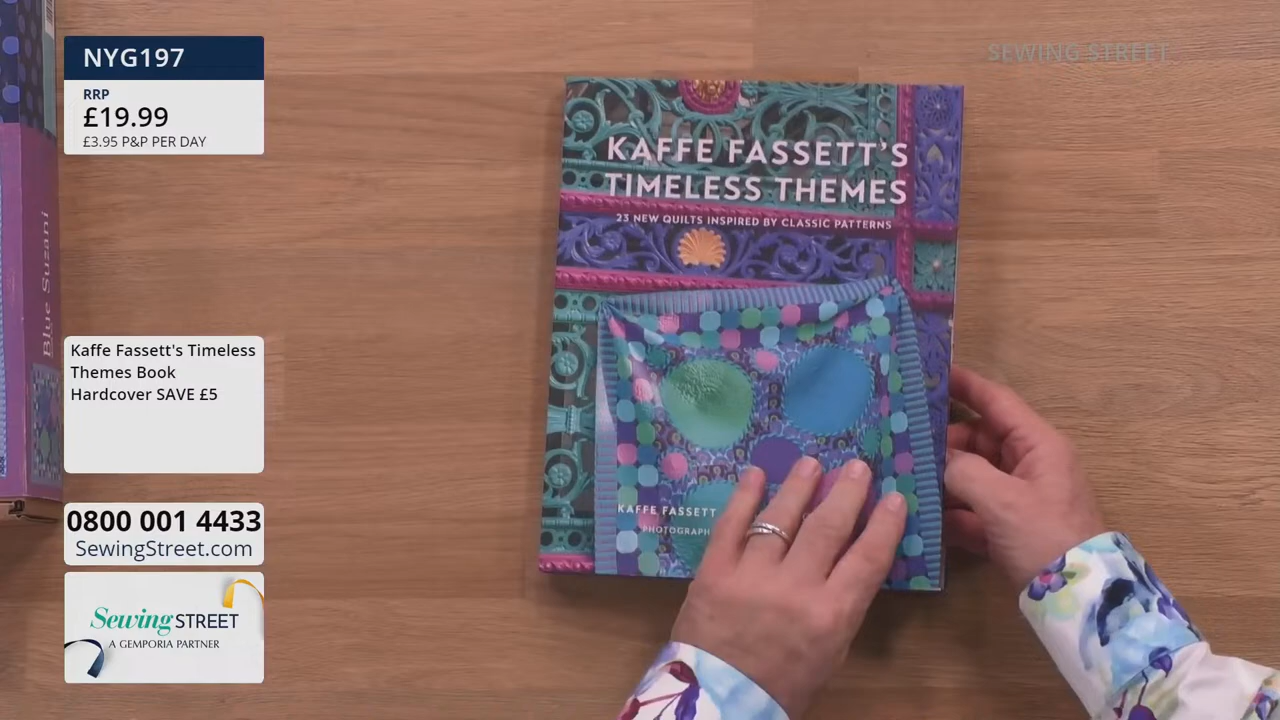 NYG197
RRP
£19.99
£3.95 P&P PER DAY
SEWING STREET
KAFFE FASSETT'S
TIMELESS THEMES
23 NEW QUILTS INSPIRED BY CLASSIC PATTERNS
KAFFE FASSETT
PHOTOGRAPH
Blue Suzani
Kaffe Fassett's Timeless
Themes Book
Hardcover SAVE £5
0800 001 4433
SewingStreet.com
Sewing STREET
A GEMPORIA PARTNER